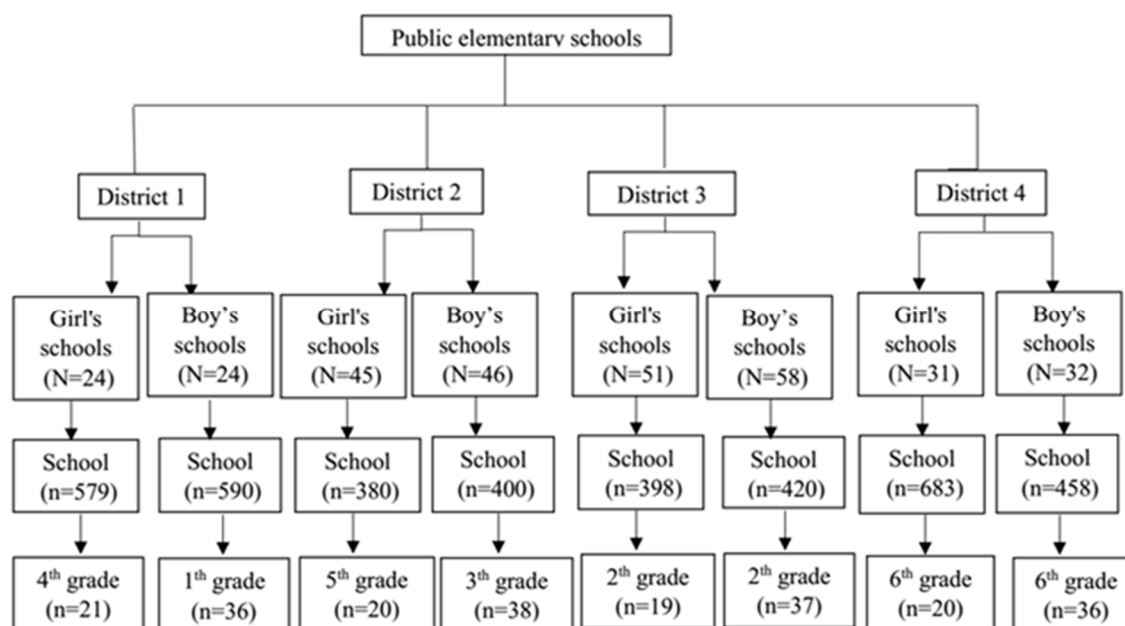 Public elementary schools
District 1
District 2
District 3
District 4
Girl's
schools
(N=24)
Boy’s
schools
(N=24)
Girl's
schools
(N=45)
Boy’s
schools
(N=46)
Girl's
schools
(N=51)
Boy’s
schools
(N=58)
Girl's
schools
(N=31)
Boy's
schools
(N=32)
School
(n=579)
School
(n=590)
School
(n=380)
School
(n=400)
School
(n=398)
School
(n=420)
School
(n=683)
School
(n=458)
4th grade
(n=21)
1th grade
(n=36)
5th grade
(n=20)
3th grade
(n=38)
2th grade
(n=19)
2th grade
(n=37)
6th grade
(n=20)
6th grade
(n=36)